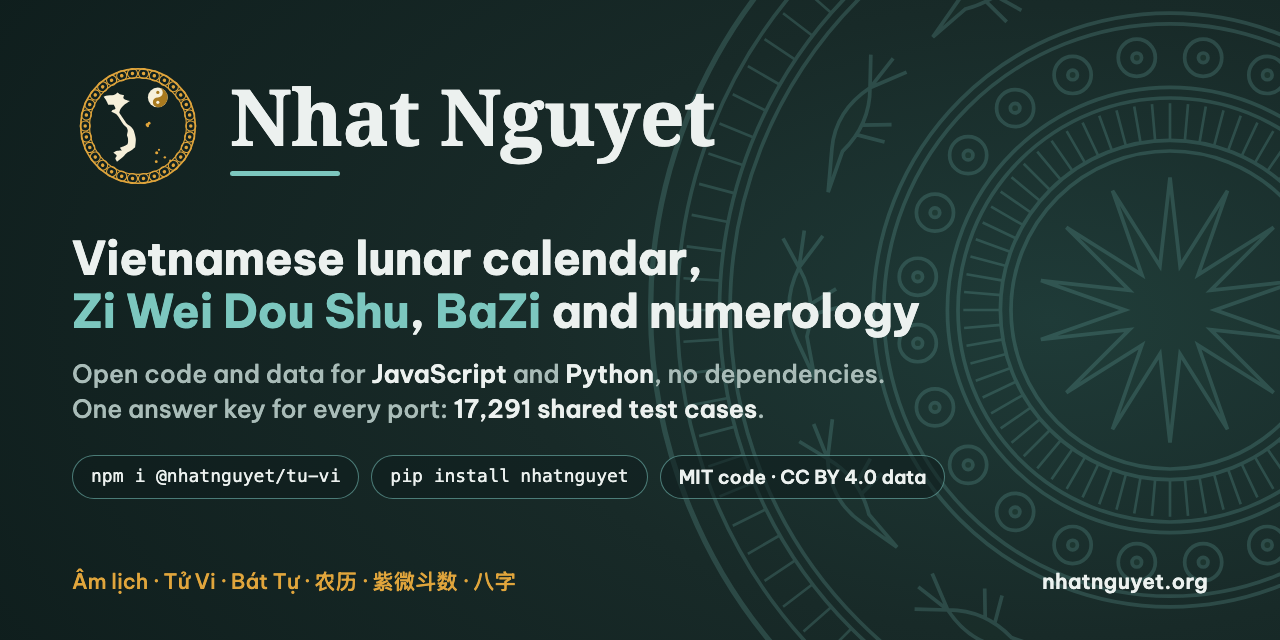 Nhat Nguyet
Vietnamese lunar calendar,
Zi Wei Dou Shu, BaZi and numerology
Open code and data for JavaScript and Python, no dependencies.
One answer key for every port: 17,291 shared test cases.
npm i @nhatnguyet/tu-vi
pip install nhatnguyet
MIT code · CC BY 4.0 data
Âm lịch · Tử Vi · Bát Tự · 农历 · 紫微斗数 · 八字
nhatnguyet.org